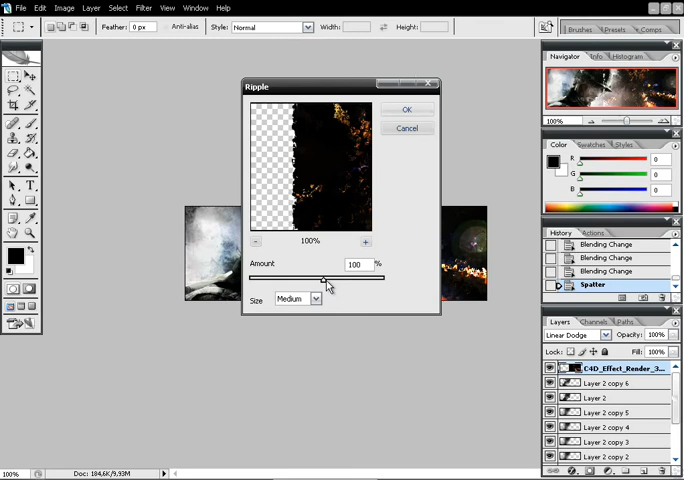 File Edit Image Layer Select Filter View Window Help
Feather: 0 px Anti-alias Style: Normal Width: Height: Brushes Presets Comps
Ripple
OK
Cancel
100%
Amount 100 %
Size Medium
Navigator Info Histogram
100%
Color Swatches Styles
R 0
G 0
B 0
History Actions
Blending Change
Blending Change
Blending Change
Spatter
Layers Channels Paths
Linear Dodge Opacity: 100%
Lock: Fill: 100%
C4D_Effect_Render_3...
Layer 2 copy 6
Layer 2
Layer 2 copy 5
Layer 2 copy 4
Layer 2 copy 3
Layer 2 copy 2
100% Doc: 184,6K/9,93M